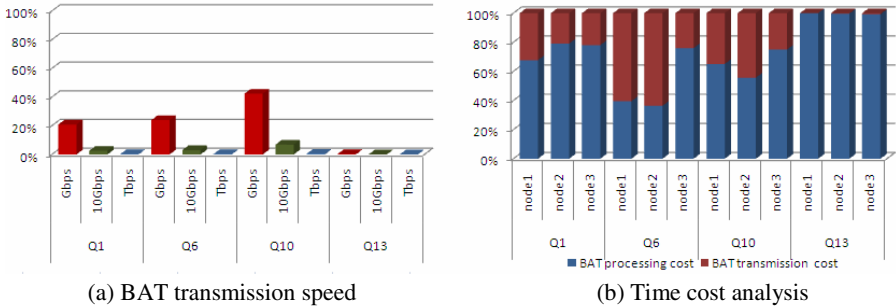 100%
80%
60%
40%
20%
0%
Gbps
10Gbps
Tbps
Gbps
10Gbps
Tbps
Gbps
10Gbps
Tbps
Gbps
10Gbps
Tbps
Q1
Q6
Q10
Q13
(a) BAT transmission speed
100%
80%
60%
40%
20%
0%
node1
node2
node3
node1
node2
node3
node1
node2
node3
node1
node2
node3
Q1
Q6
Q10
Q13
BAT processing cost
BAT transmission cost
(b) Time cost analysis